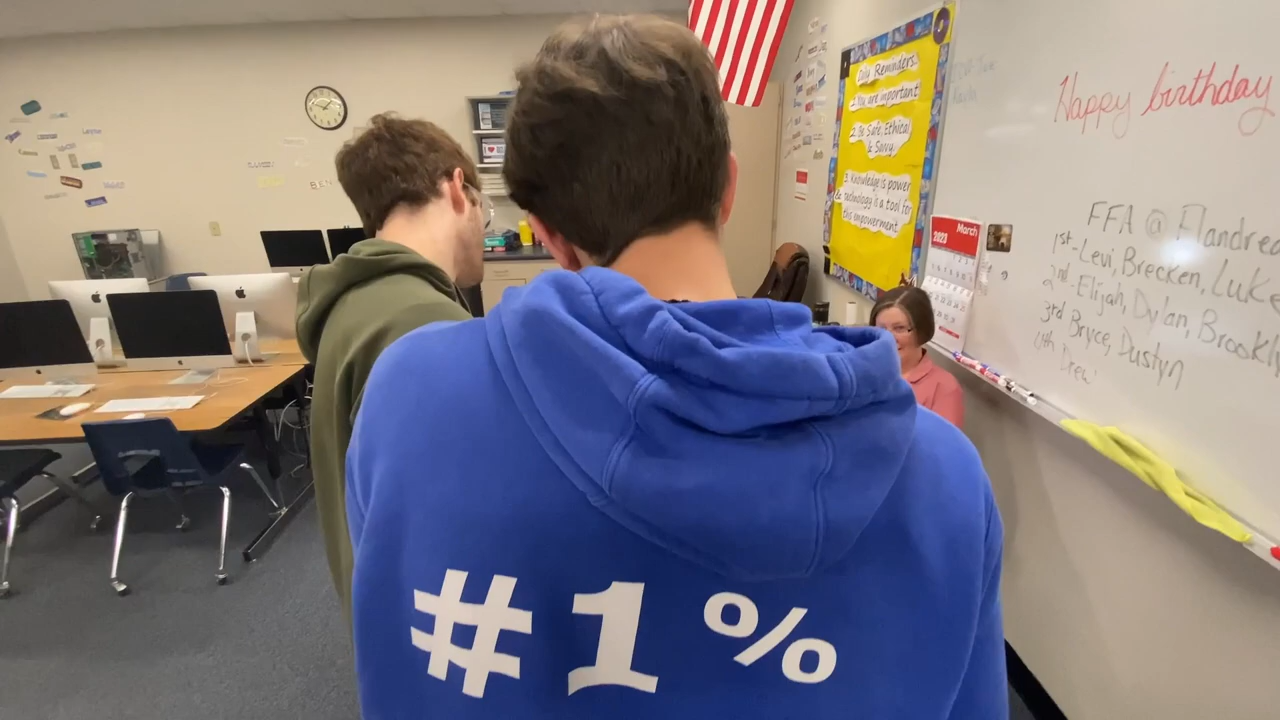 Daily Reminders:
1. You are important
2. Be Safe, Ethical
& Savvy
3. Knowledge is power
& technology is a tool for
this empowerment
March
2023
Happy birthday
FFA @ Flandrea
1st-Levi, Brecken, Luke
2nd-Elijah, Dylan, Brookly
3rd Bryce, Dustyn
4th Drew
#1%